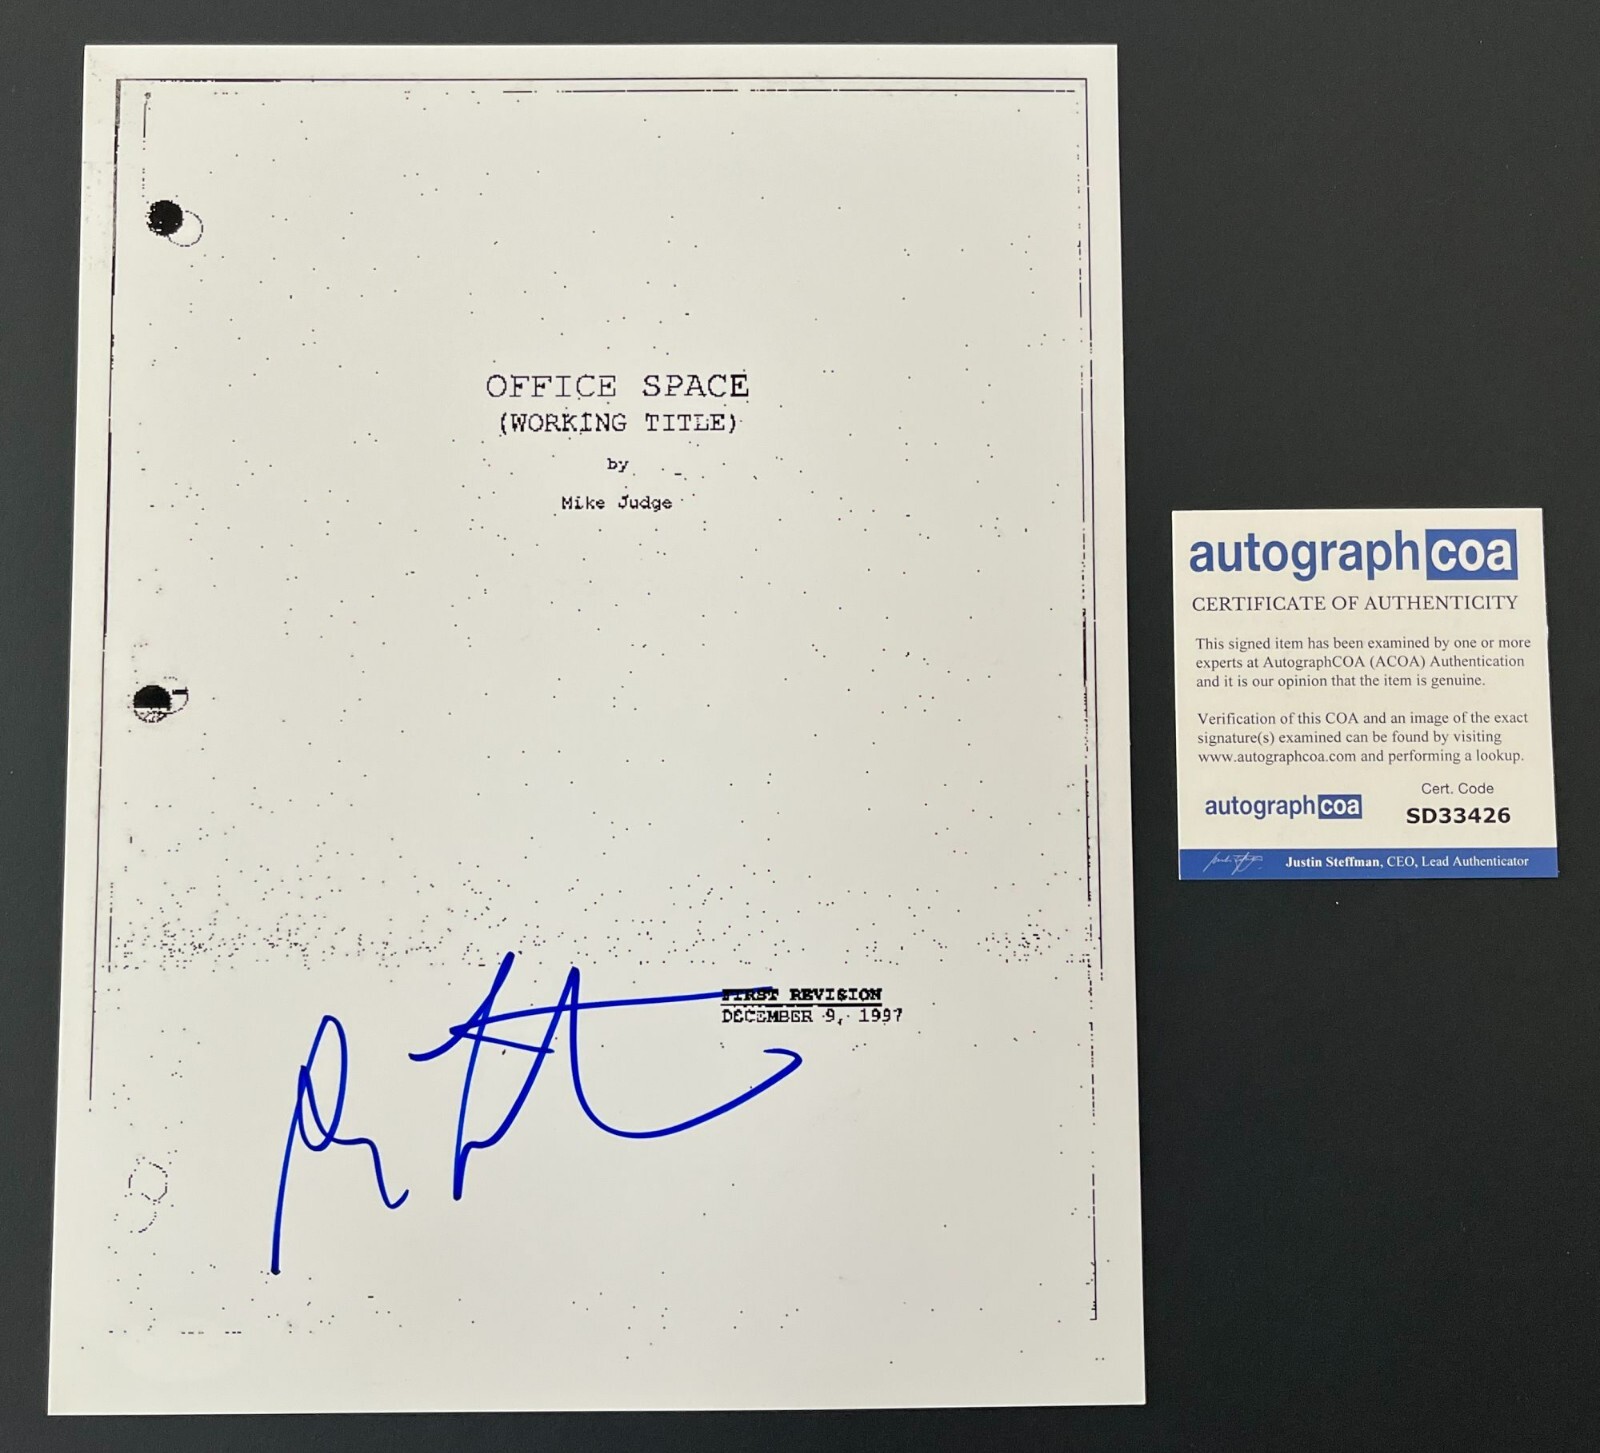 OFFICE SPACE
(WORKING TITLE)
by
Mike Judge
FIRST REVISION
DECEMBER 9, 1997
autographcoa
CERTIFICATE OF AUTHENTICITY
This signed item has been examined by one or more
experts at AutographCOA (ACOA) Authentication
and it is our opinion that the item is genuine.
Verification of this COA and an image of the exact
signature(s) examined can be found by visiting
www.autographcoa.com and performing a lookup.
autographcoa
Cert. Code
SD33426
Justin Steffman, CEO, Lead Authenticator